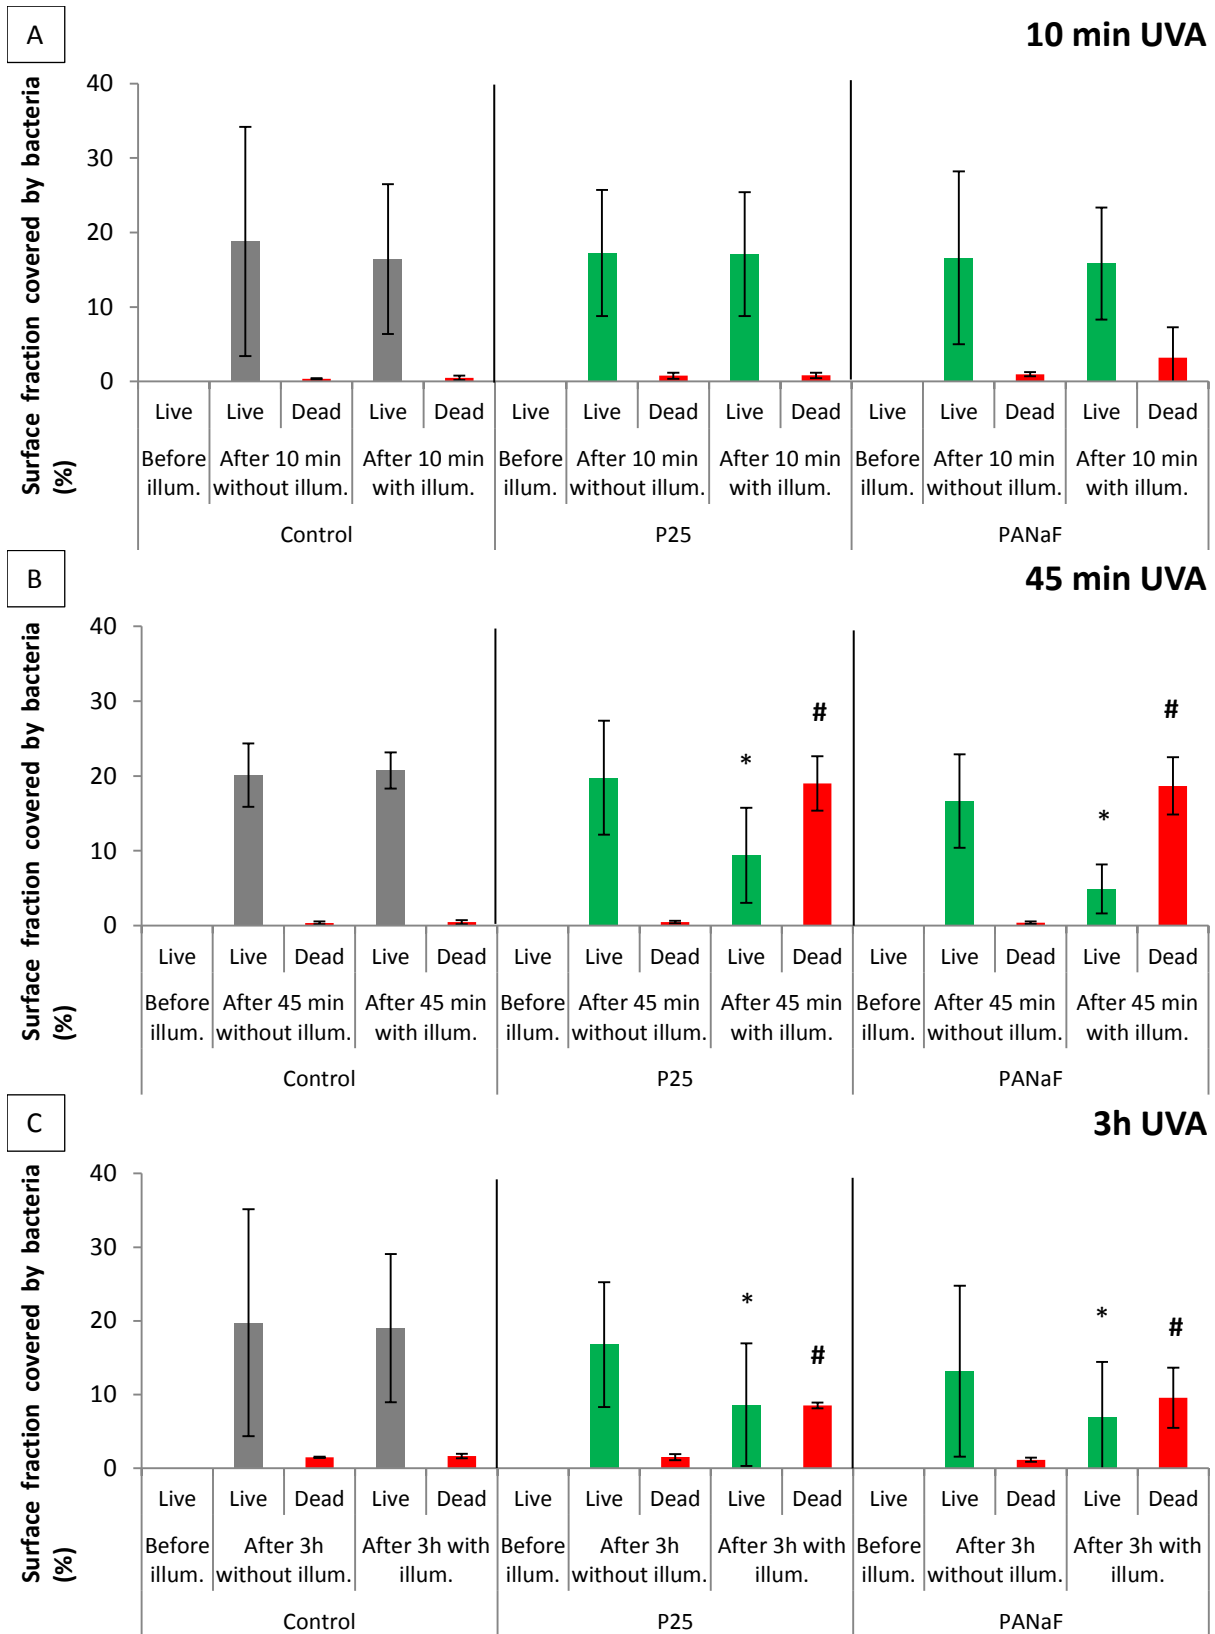 A
10 min UVA
Surface fraction covered by bacteria
(%)
40
30
20
10
0
Live Live Dead Live Dead Live Live Dead Live Dead Live Live Dead Live Dead
Before After 10 min After 10 min Before After 10 min After 10 min Before After 10 min After 10 min
illum. without illum. with illum. illum. without illum. with illum. illum. without illum. with illum.
Control P25 PANaF
B
45 min UVA
Surface fraction covered by bacteria
(%)
40
30
20
10
0
* # * #
Live Live Dead Live Dead Live Live Dead Live Dead Live Live Dead Live Dead
Before After 45 min After 45 min Before After 45 min After 45 min Before After 45 min After 45 min
illum. without illum. with illum. illum. without illum. with illum. illum. without illum. with illum.
Control P25 PANaF
C
3h UVA
Surface fraction covered by bacteria
(%)
40
30
20
10
0
* # * #
Live Live Dead Live Dead Live Live Dead Live Dead Live Live Dead Live Dead
Before After 3h After 3h with Before After 3h After 3h with Before After 3h After 3h with
illum. without illum. illum. illum. without illum. illum. illum. without illum. illum.
Control P25 PANaF